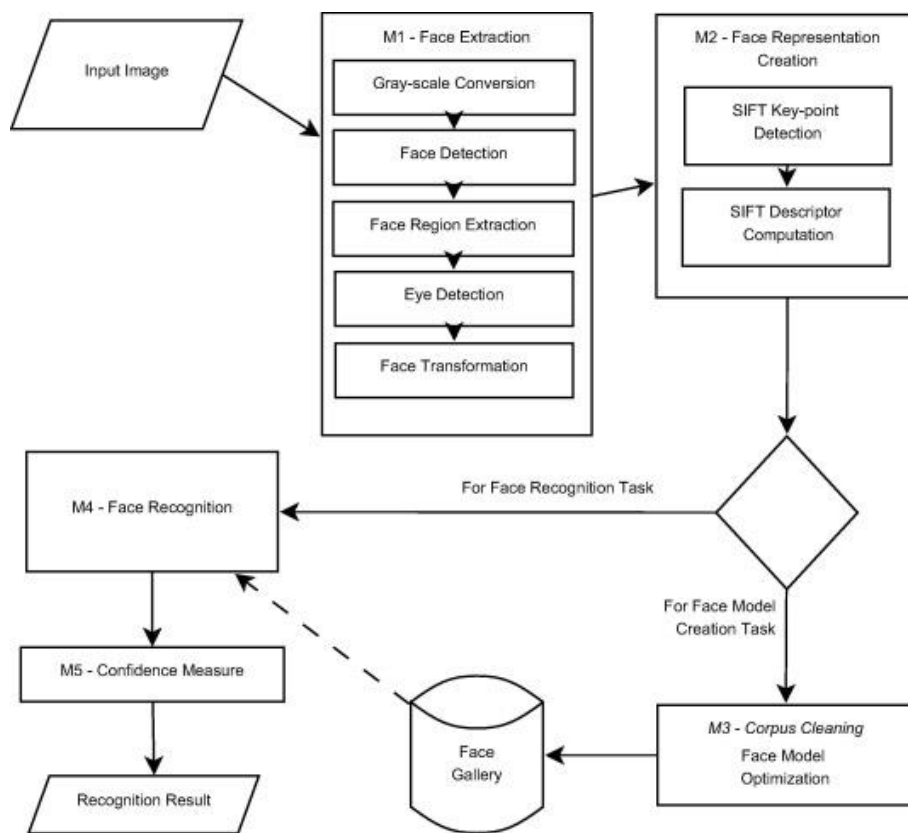 Input Image
M1 - Face Extraction
Gray-scale Conversion
Face Detection
Face Region Extraction
Eye Detection
Face Transformation
M2 - Face Representation
Creation
SIFT Key-point
Detection
SIFT Descriptor
Computation
For Face Recognition Task
M4 - Face Recognition
For Face Model
Creation Task
M5 - Confidence Measure
M3 - Corpus Cleaning
Face Model
Optimization
Face
Gallery
Recognition Result